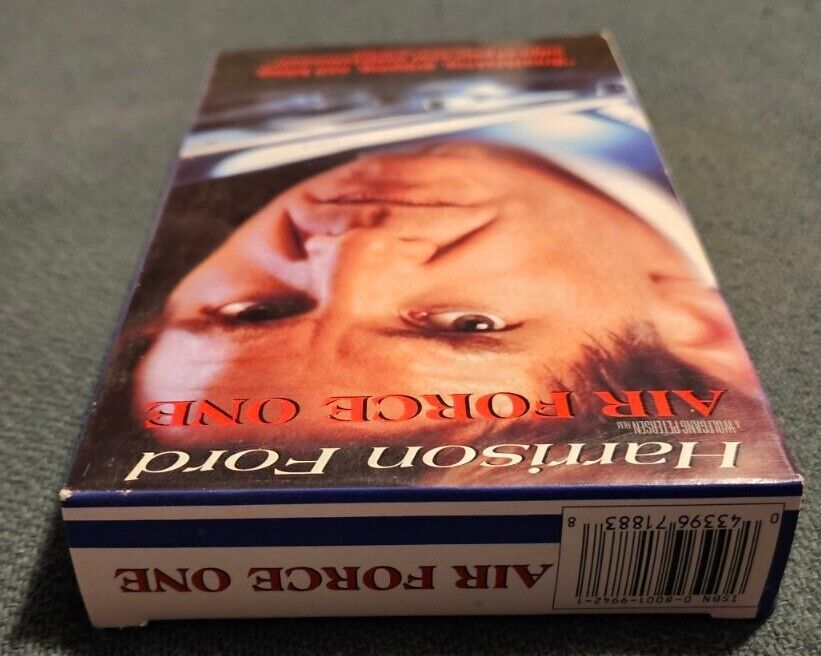 ISBN 0-8001-9942-1
0 43396 71883 8
AIR FORCE ONE
Harrison Ford
A WOLFGANG PETERSEN FILM
AIR FORCE ONE